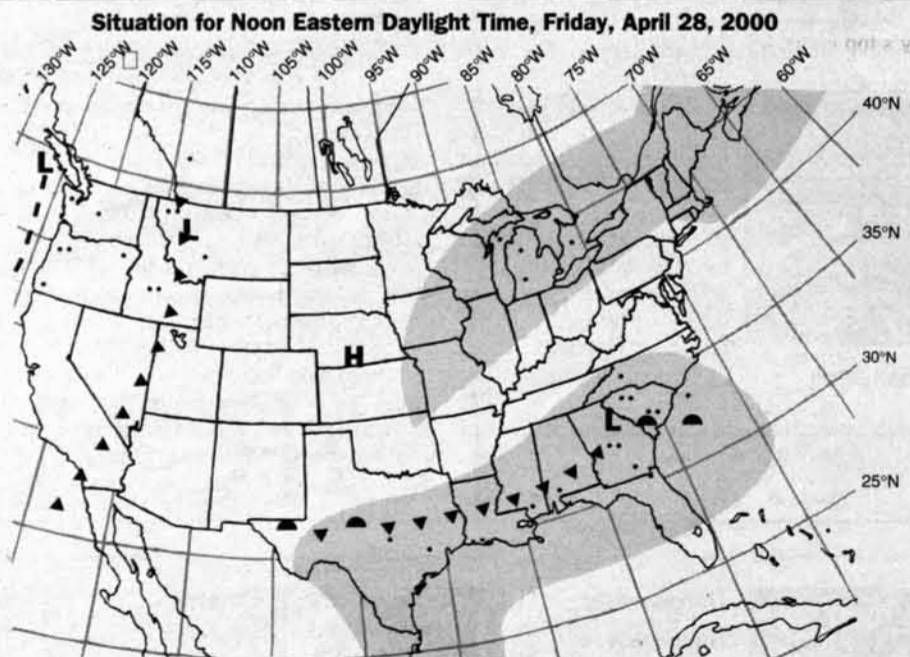 y's top
Situation for Noon Eastern Daylight Time, Friday, April 28, 2000
130°W 125°W 120°W 115°W 110°W 105°W 100°W 95°W 90°W 85°W 80°W 75°W 70°W 65°W 60°W
40°N
L
35°N
L
H
30°N
L
25°N